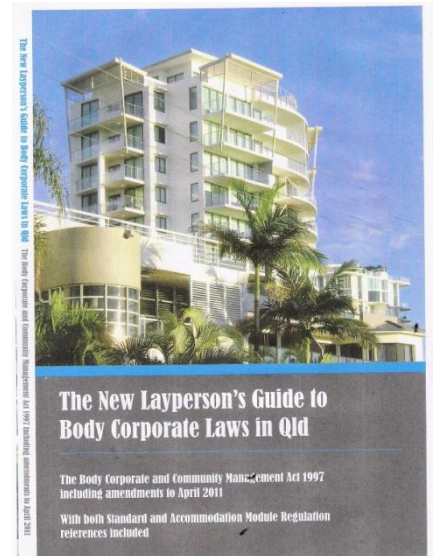 The New Layperson's Guide to Body Corporate Laws in Qld The Body Corporate and Community Management Act 1997 including amendments to April 2011
The New Layperson's Guide to
Body Corporate Laws in Qld
The Body Corporate and Community Management Act 1997
including amendments to April 2011
With both Standard and Accommodation Module Regulation
references included